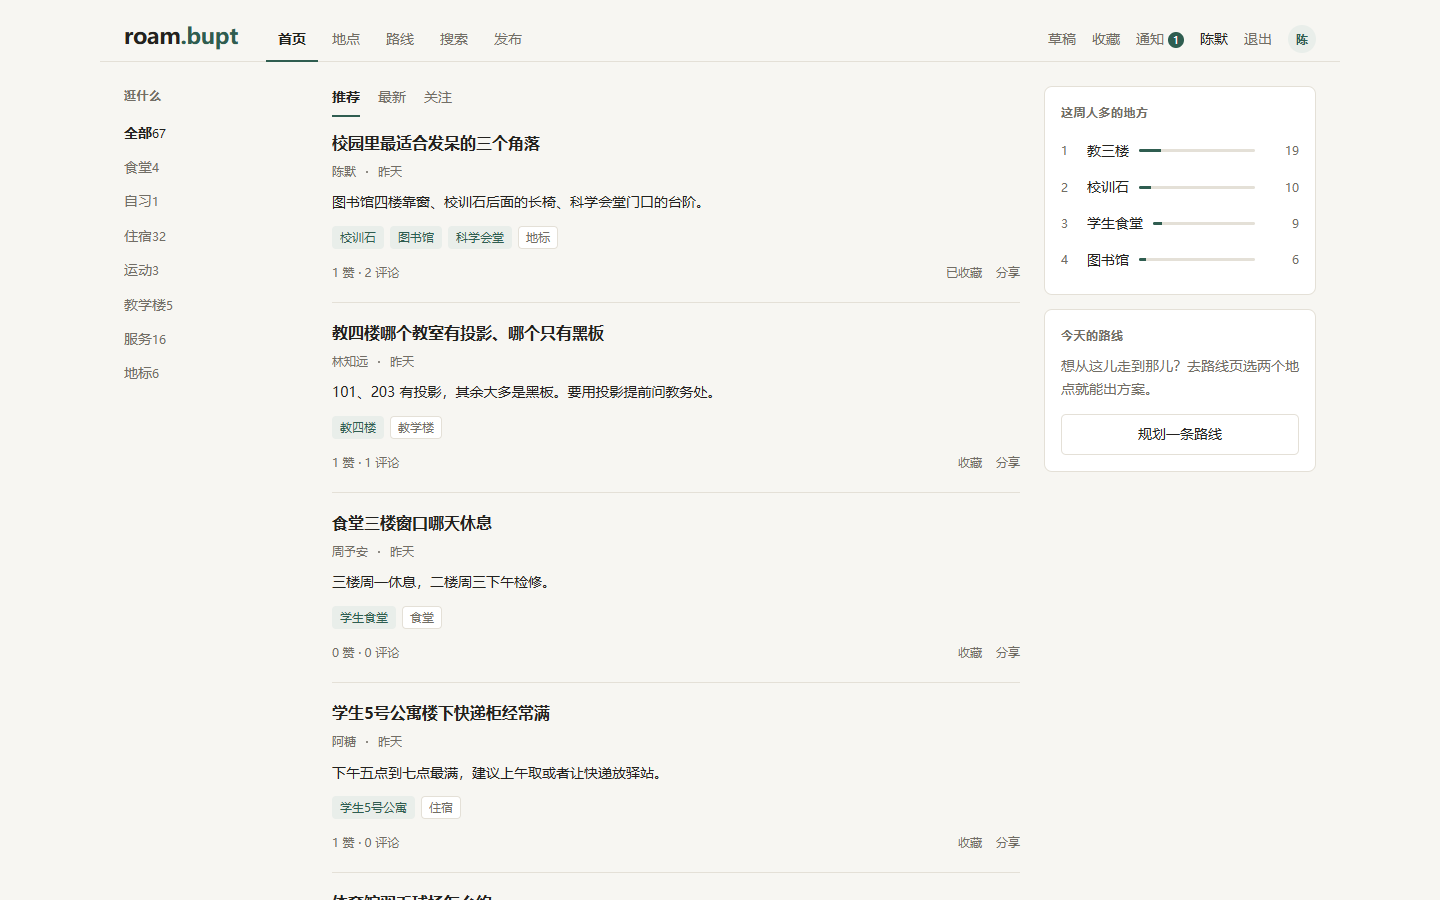 roam.bupt 首页 地点 路线 搜索 发布 草稿 收藏 通知 1 陈默 退出 陈
逛什么
全部67
食堂4
自习1
住宿32
运动3
教学楼5
服务16
地标6
推荐 最新 关注
校园里最适合发呆的三个角落
陈默 · 昨天
图书馆四楼靠窗、校训石后面的长椅、科学会堂门口的台阶。
校训石 图书馆 科学会堂 地标
1 赞 · 2 评论 已收藏 分享
教四楼哪个教室有投影、哪个只有黑板
林知远 · 昨天
101、203 有投影，其余大多是黑板。要用投影提前问教务处。
教四楼 教学楼
1 赞 · 1 评论 收藏 分享
食堂三楼窗口哪天休息
周予安 · 昨天
三楼周一休息，二楼周三下午检修。
学生食堂 食堂
0 赞 · 0 评论 收藏 分享
学生5号公寓楼下快递柜经常满
阿糖 · 昨天
下午五点到七点最满，建议上午取或者让快递放驿站。
学生5号公寓 住宿
1 赞 · 0 评论 收藏 分享
这周人多的地方
1 教三楼 19
2 校训石 10
3 学生食堂 9
4 图书馆 6
今天的路线
想从这儿走到那儿？去路线页选两个地
点就能出方案。
规划一条路线